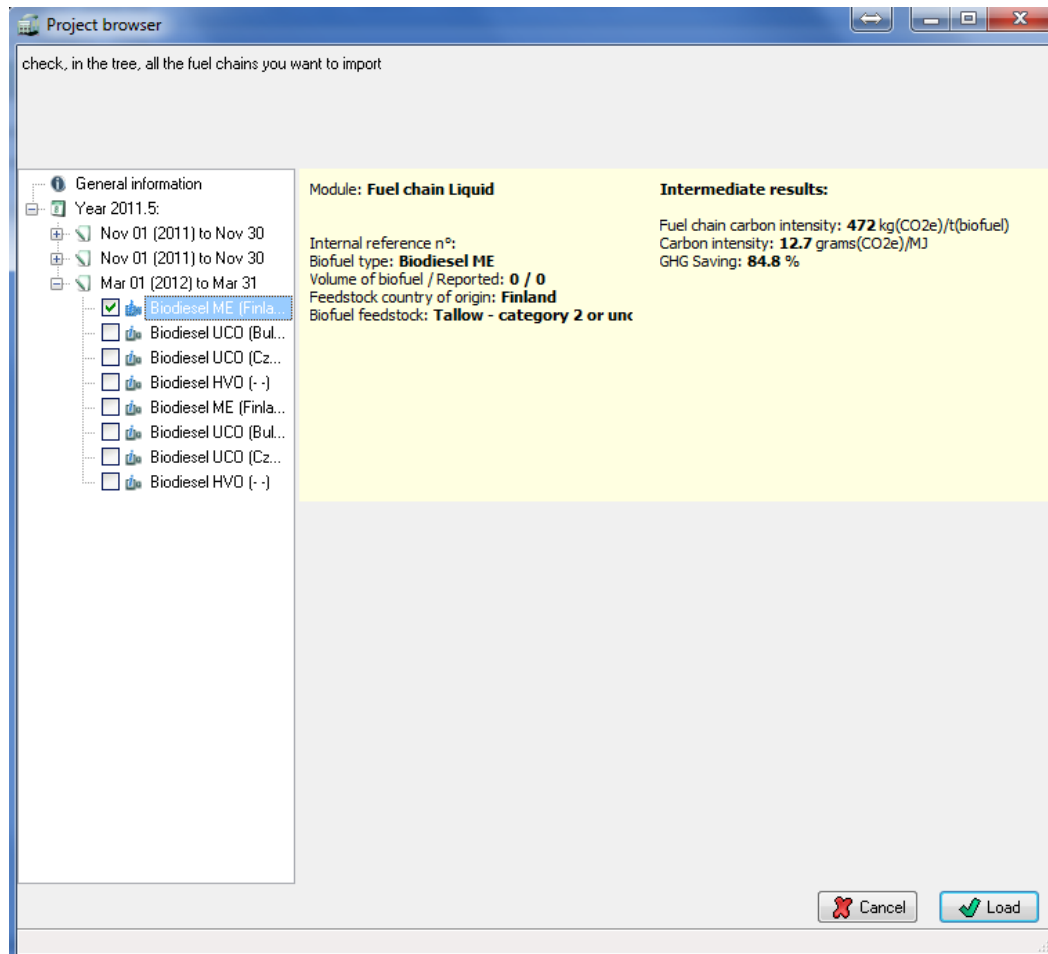 Project browser
check, in the tree, all the fuel chains you want to import
General information
Year 2011.5:
Nov 01 (2011) to Nov 30
Nov 01 (2011) to Nov 30
Mar 01 (2012) to Mar 31
Biodiesel ME (Finla...
Biodiesel UCO (Bul...
Biodiesel UCO (Cz...
Biodiesel HVO (- -)
Biodiesel ME (Finla...
Biodiesel UCO (Bul...
Biodiesel UCO (Cz...
Biodiesel HVO (- -)
Module: Fuel chain Liquid
Internal reference nº:
Biofuel type: Biodiesel ME
Volume of biofuel / Reported: 0 / 0
Feedstock country of origin: Finland
Biofuel feedstock: Tallow - category 2 or unc
Intermediate results:
Fuel chain carbon intensity: 472 kg(CO2e)/t(biofuel)
Carbon intensity: 12.7 grams(CO2e)/MJ
GHG Saving: 84.8 %
Cancel
Load